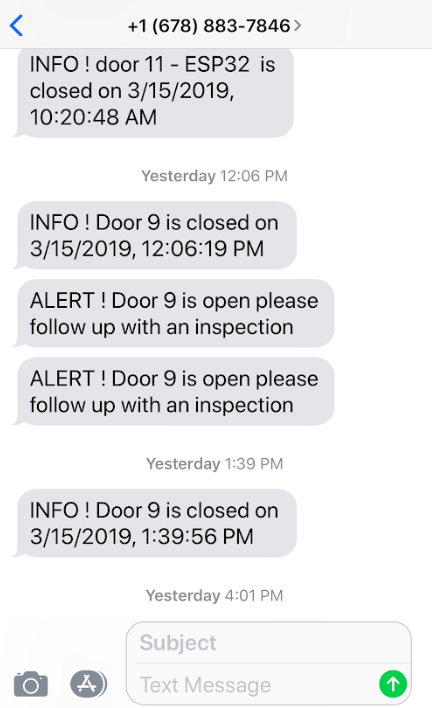 +1 (678) 883-7846
INFO ! door 11 - ESP32 is
closed on 3/15/2019,
10:20:48 AM
Yesterday 12:06 PM
INFO ! Door 9 is closed on
3/15/2019, 12:06:19 PM
ALERT ! Door 9 is open please
follow up with an inspection
ALERT ! Door 9 is open please
follow up with an inspection
Yesterday 1:39 PM
INFO ! Door 9 is closed on
3/15/2019, 1:39:56 PM
Yesterday 4:01 PM
Subject
Text Message